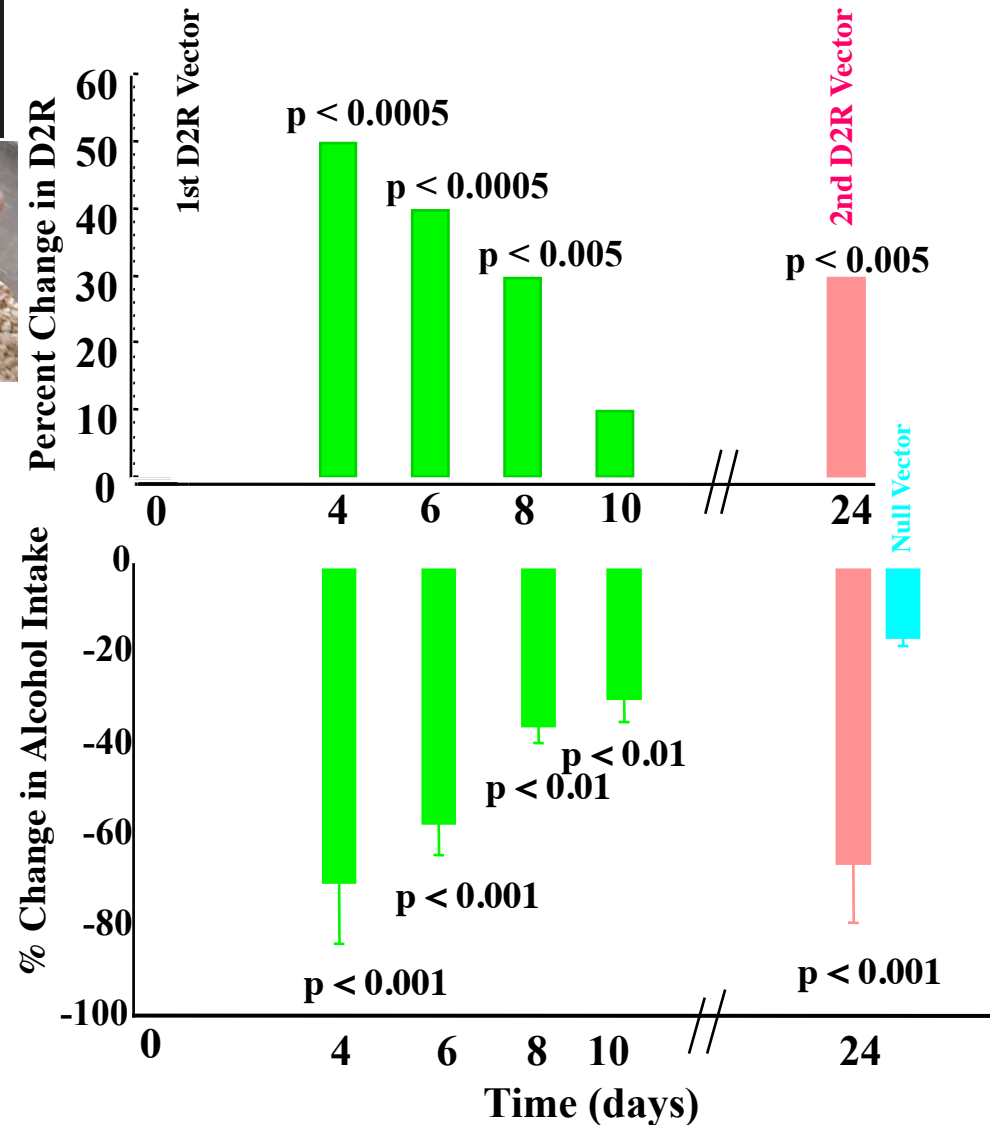 1st D2R Vector
2nd D2R Vector
Percent Change in D2R
60
50
40
30
20
10
0
p < 0.0005
p < 0.0005
p < 0.005
p < 0.005
0 4 6 8 10 24
Null Vector
% Change in Alcohol Intake
0
-20
-40
-60
-80
-100
p < 0.01
p < 0.01
p < 0.001
p < 0.001
p < 0.001
0 4 6 8 10 24
Time (days)